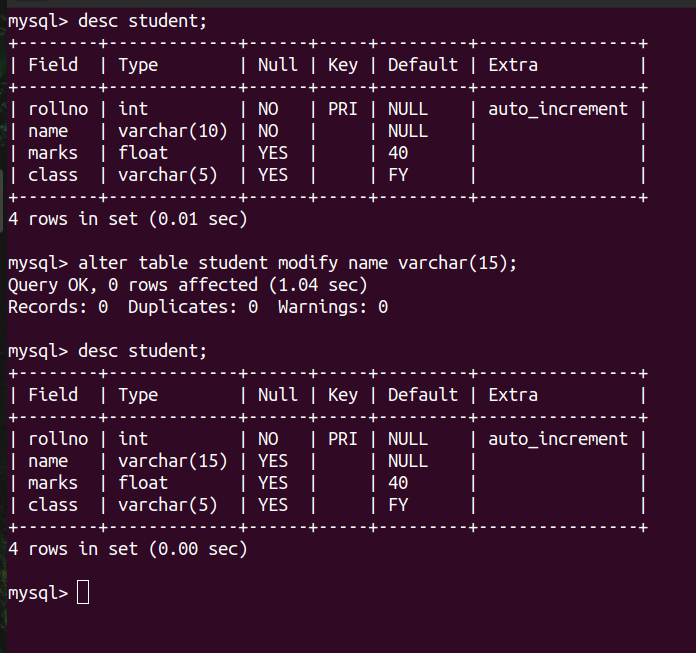 mysql> desc student;
+--------+-------------+------+-----+---------+----------------+
| Field  | Type        | Null | Key | Default | Extra          |
+--------+-------------+------+-----+---------+----------------+
| rollno | int         | NO   | PRI | NULL    | auto_increment |
| name   | varchar(10) | NO   |     | NULL    |                |
| marks  | float       | YES  |     | 40      |                |
| class  | varchar(5)  | YES  |     | FY      |                |
+--------+-------------+------+-----+---------+----------------+
4 rows in set (0.01 sec)

mysql> alter table student modify name varchar(15);
Query OK, 0 rows affected (1.04 sec)
Records: 0  Duplicates: 0  Warnings: 0

mysql> desc student;
+--------+-------------+------+-----+---------+----------------+
| Field  | Type        | Null | Key | Default | Extra          |
+--------+-------------+------+-----+---------+----------------+
| rollno | int         | NO   | PRI | NULL    | auto_increment |
| name   | varchar(15) | YES  |     | NULL    |                |
| marks  | float       | YES  |     | 40      |                |
| class  | varchar(5)  | YES  |     | FY      |                |
+--------+-------------+------+-----+---------+----------------+
4 rows in set (0.00 sec)

mysql>